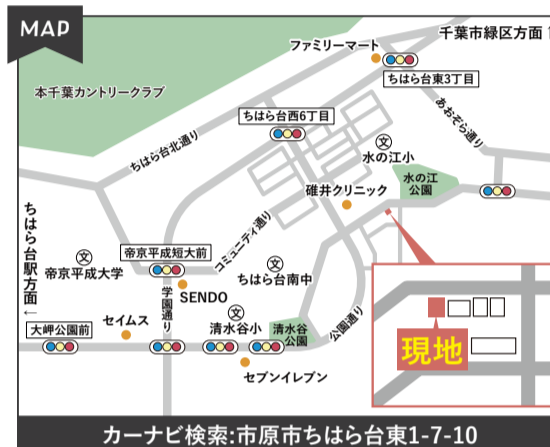 MAP
千葉市緑区方面
ファミリーマート
ちはら台東3丁目
本千葉カントリークラブ
ちはら台西6丁目
あおぞら通り
ちはら台北通り
文
水の江小
水の江
公園
碓井クリニック
ちはら台駅方面←
コミュニティ通り
文
帝京平成大学
帝京平成短大前
文
ちはら台南中
SENDO
学園通り
セイムス
文
清水谷小
清水谷
公園
公園通り
大岬公園前
セブンイレブン
現地
カーナビ検索:市原市ちはら台東1-7-10